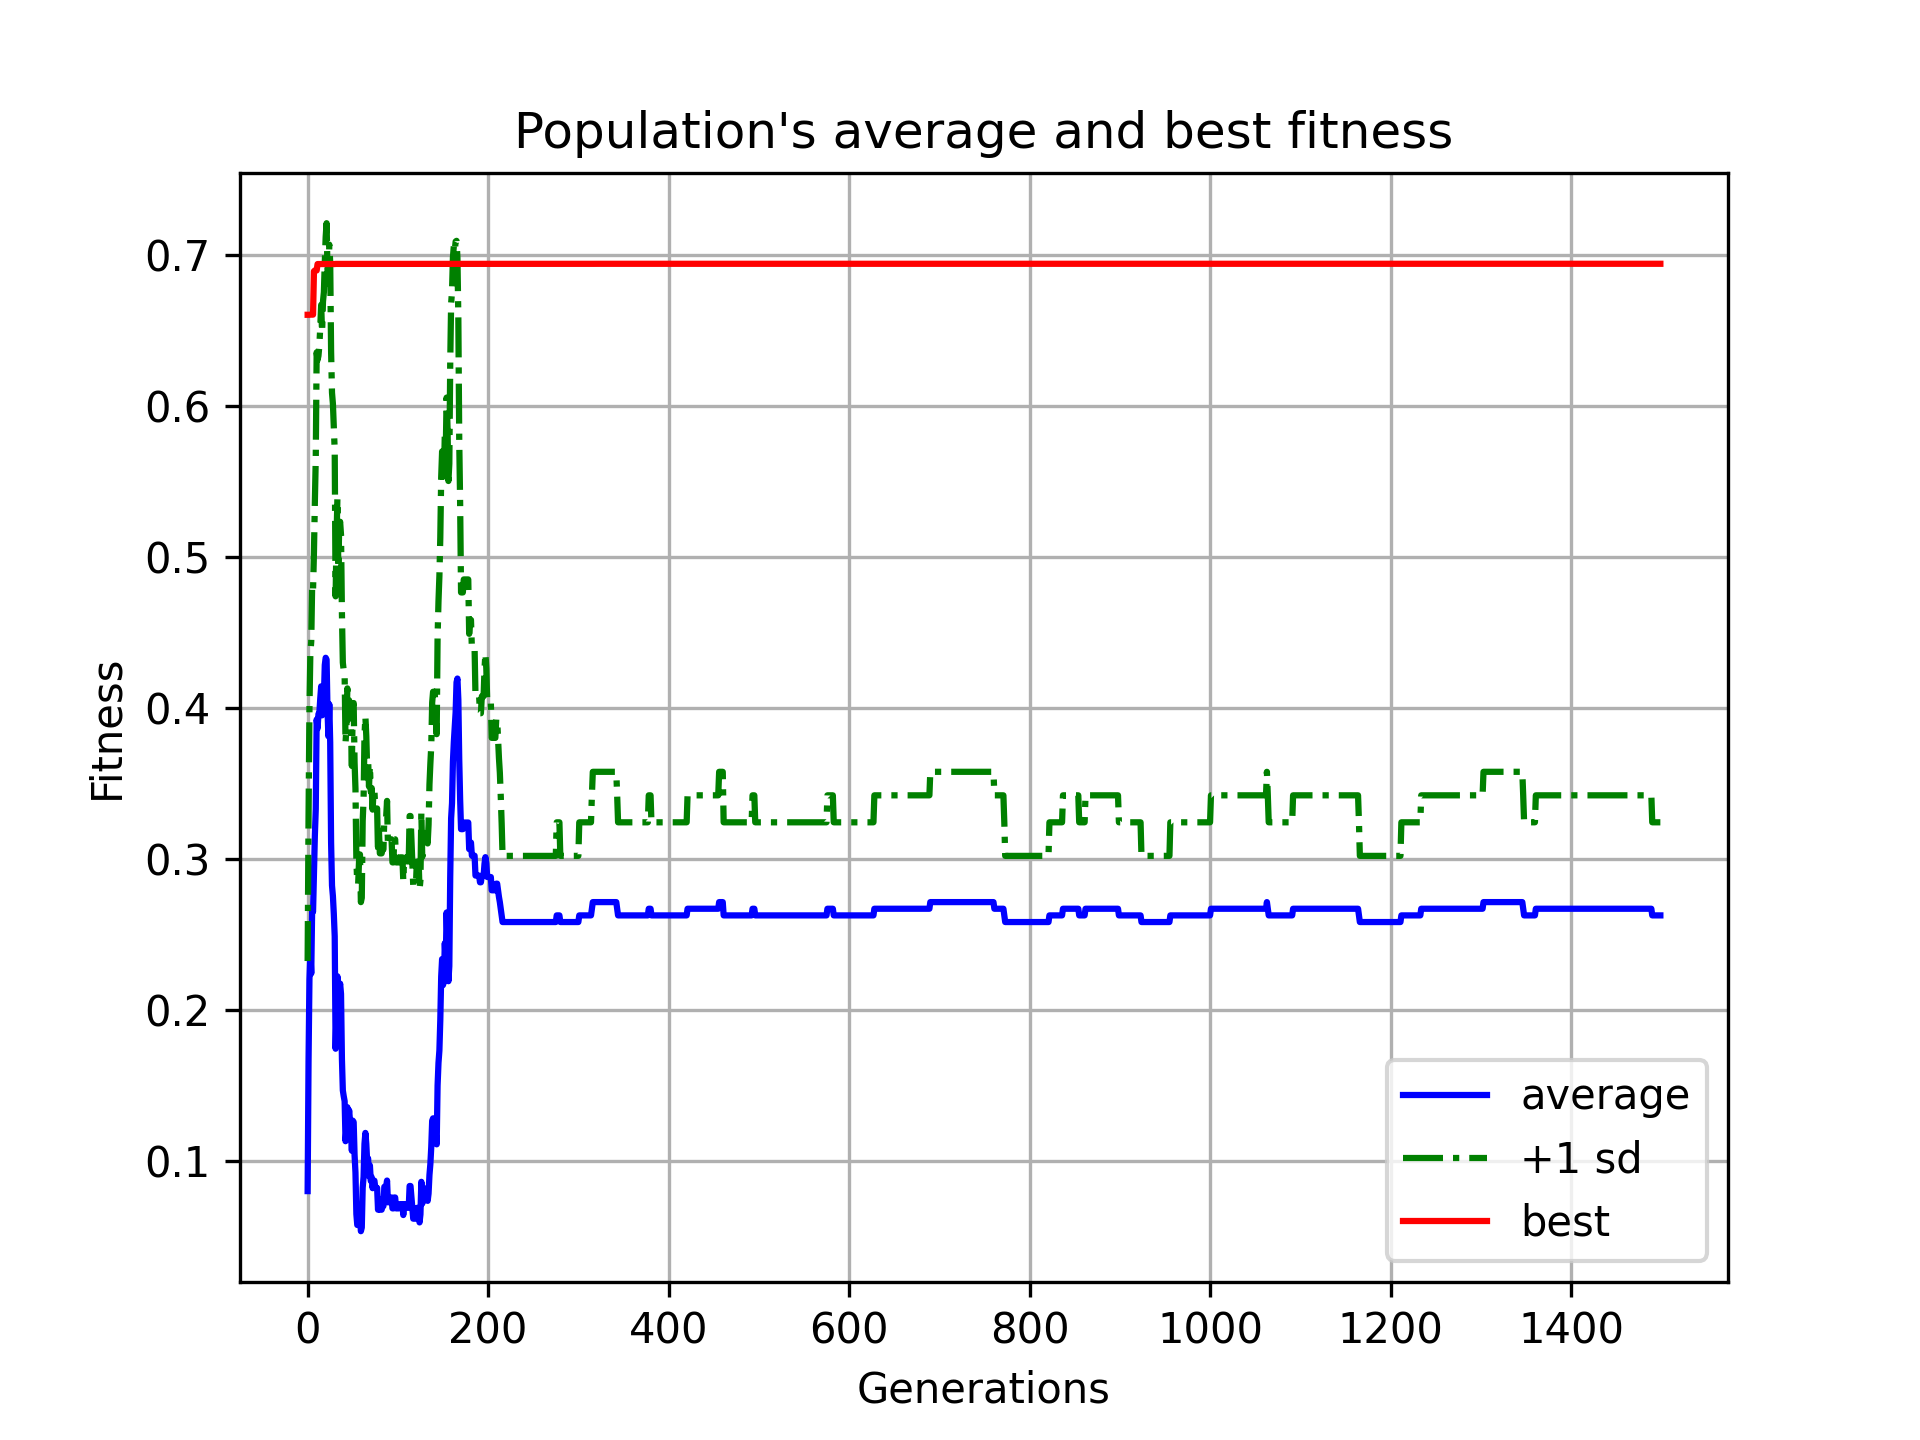 Population's average and best fitness
Fitness
0.7
0.6
0.5
0.4
0.3
0.2
0.1
0 200 400 600 800 1000 1200 1400
Generations
average
+1 sd
best